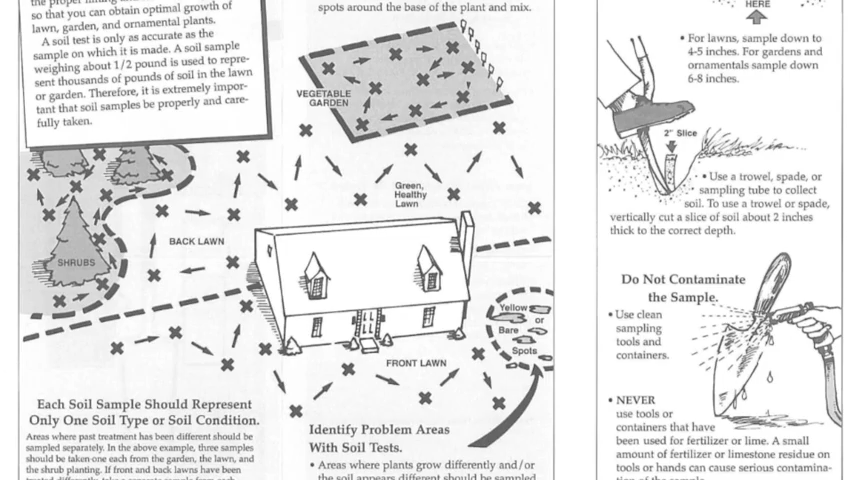 so that you can obtain optimal growth of
lawn, garden, and ornamental plants.
A soil test is only as accurate as the
sample on which it is made. A soil sample
weighing about 1/2 pound is used to repre-
sent thousands of pounds of soil in the lawn
or garden. Therefore, it is extremely impor-
tant that soil samples be properly and care-
fully taken.
spots around the base of the plant and mix.
VEGETABLE
GARDEN
Green,
Healthy
Lawn
BACK LAWN
SHRUBS
Yellow
or
Bare
Spots
FRONT LAWN
Each Soil Sample Should Represent
Only One Soil Type or Soil Condition.
Areas where past treatment has been different should be
sampled separately. In the above example, three samples
should be taken-one each from the garden, the lawn, and
the shrub planting. If front and back lawns have been
Identify Problem Areas
With Soil Tests.
• Areas where plants grow differently and/or
the soil appears different should be sampled
HERE
• For lawns, sample down to
4-5 inches. For gardens and
ornamentals sample down
6-8 inches.
2" Slice
• Use a trowel, spade, or
sampling tube to collect
soil. To use a trowel or spade,
vertically cut a slice of soil about 2 inches
thick to the correct depth.
Do Not Contaminate
the Sample.
• Use clean
sampling
tools and
containers.
• NEVER
use tools or
containers that have
been used for fertilizer or lime. A small
amount of fertilizer or limestone residue on
tools or hands can cause serious contamina-